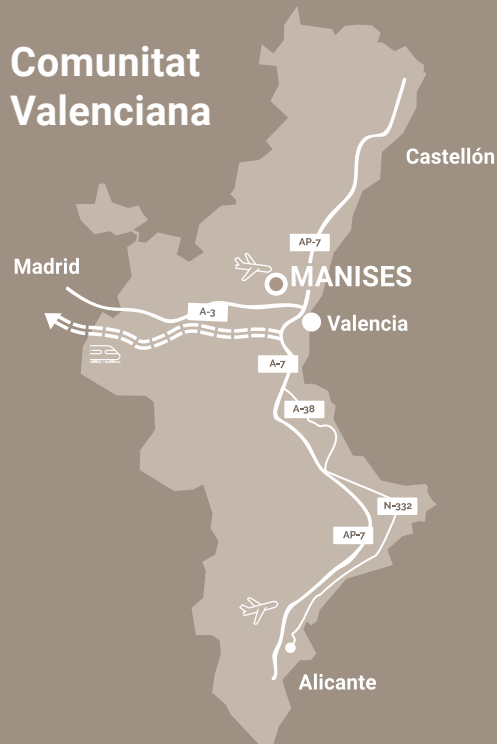 Comunitat
Valenciana
Castellón
AP-7
Madrid
MANISES
A-3
Valencia
A-7
A-38
N-332
AP-7
Alicante